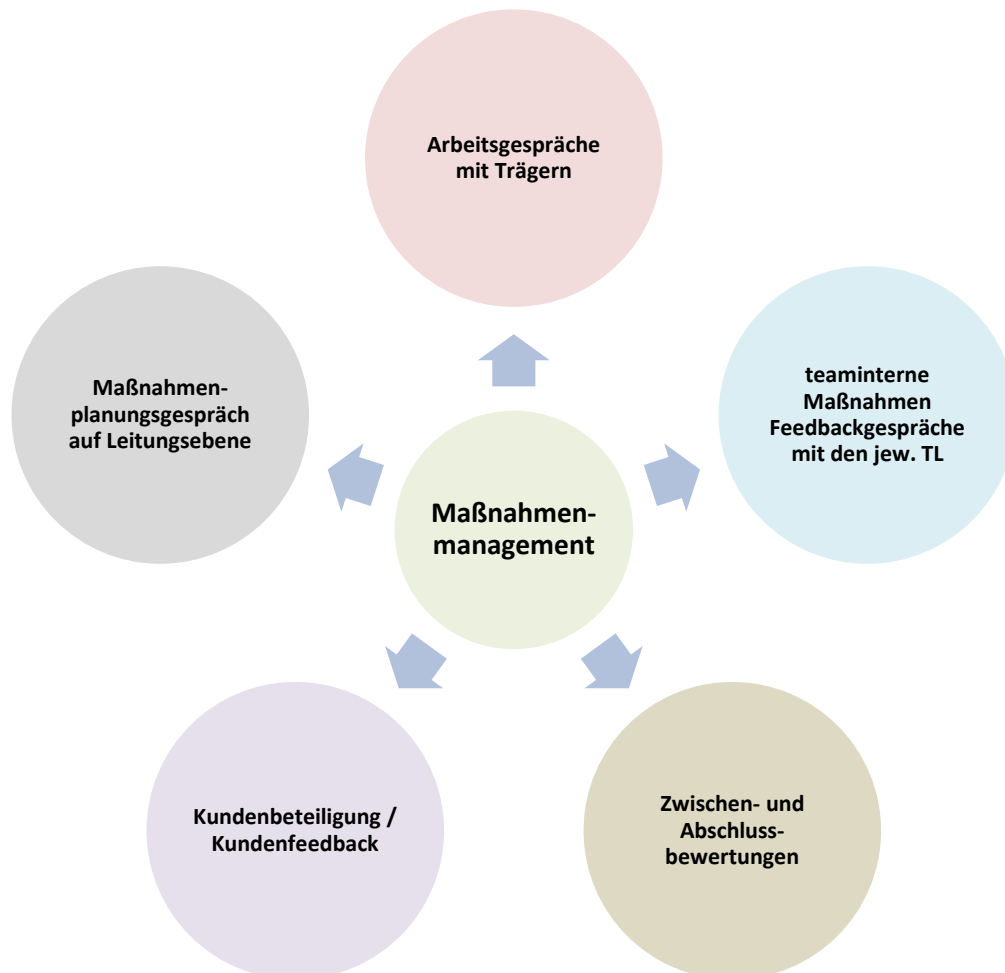 Arbeitsgespräche
mit Trägern
teaminterne
Maßnahmen
Feedbackgespräche
mit den jew. TL
Zwischen- und
Abschluss-
bewertungen
Kundenbeteiligung /
Kundenfeedback
Maßnahmen-
planungsgespräch
auf Leitungsebene
Maßnahmen-
management